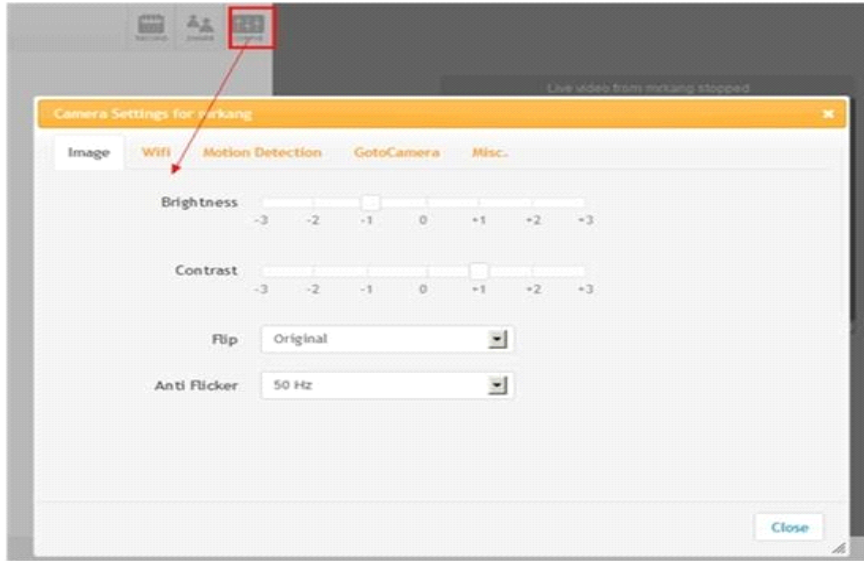 Live video from mrkang stopped
Camera Settings for mrkang
Image Wifi Motion Detection GotoCamera Misc.
Brightness
-3 -2 -1 0 +1 +2 +3
Contrast
-3 -2 -1 0 +1 +2 +3
Flip Original
Anti Flicker 50 Hz
Close